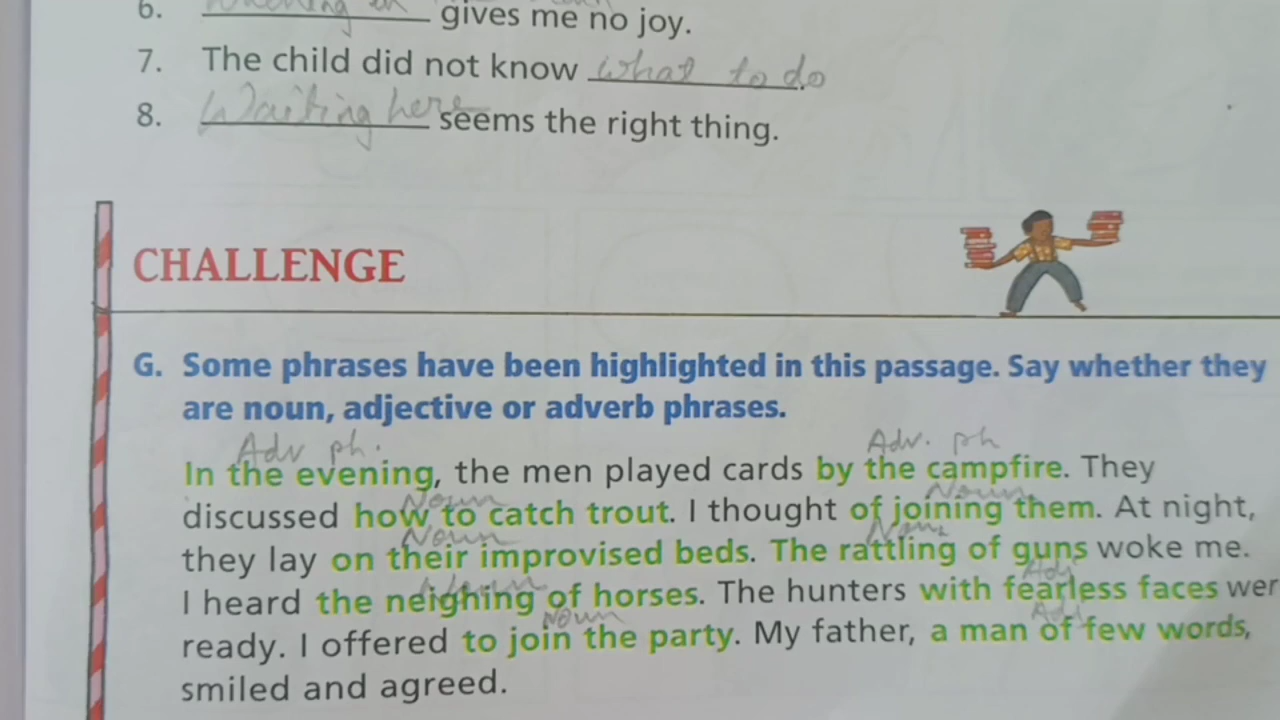 6. gives me no joy.
7. The child did not know what to do.
8. Waiting here seems the right thing.
CHALLENGE
G. Some phrases have been highlighted in this passage. Say whether they
are noun, adjective or adverb phrases.
Adv ph. Adv. ph
In the evening, the men played cards by the campfire. They
Noun Noun
discussed how to catch trout. I thought of joining them. At night,
Noun Noun
they lay on their improvised beds. The rattling of guns woke me.
Noun Adj
I heard the neighing of horses. The hunters with fearless faces wer
Noun Adj
ready. I offered to join the party. My father, a man of few words,
smiled and agreed.